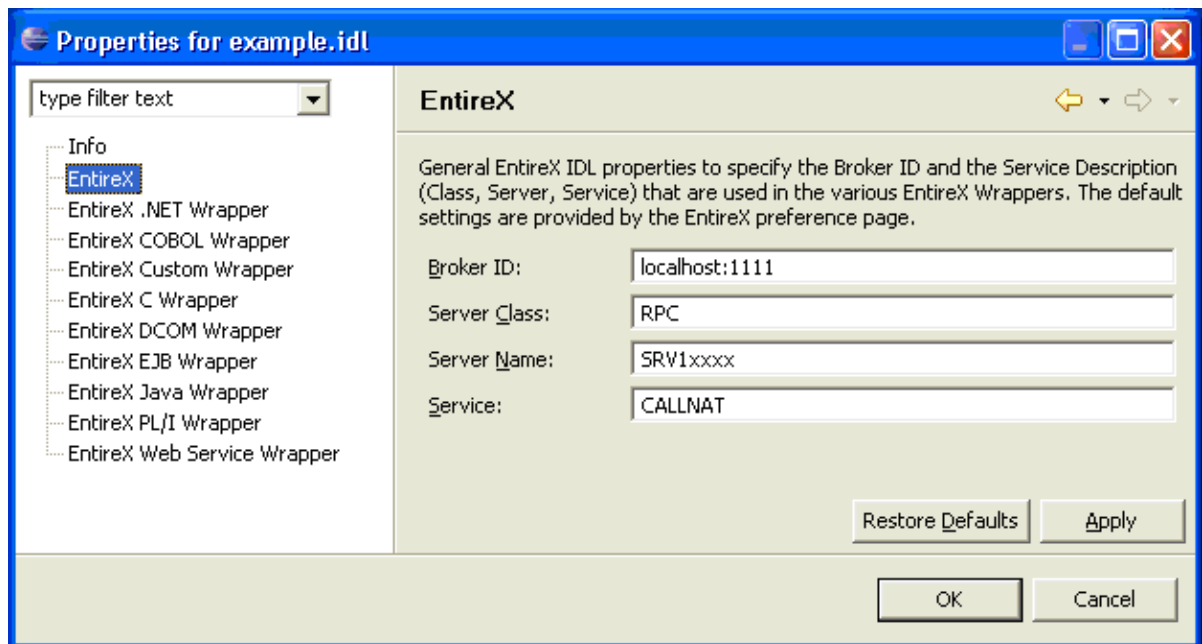 Properties for example.idl
type filter text
Info
EntireX
EntireX .NET Wrapper
EntireX COBOL Wrapper
EntireX Custom Wrapper
EntireX C Wrapper
EntireX DCOM Wrapper
EntireX EJB Wrapper
EntireX Java Wrapper
EntireX PL/I Wrapper
EntireX Web Service Wrapper
EntireX
General EntireX IDL properties to specify the Broker ID and the Service Description
(Class, Server, Service) that are used in the various EntireX Wrappers. The default
settings are provided by the EntireX preference page.
Broker ID: localhost:1111
Server Class: RPC
Server Name: SRV1xxxx
Service: CALLNAT
Restore Defaults Apply
OK Cancel